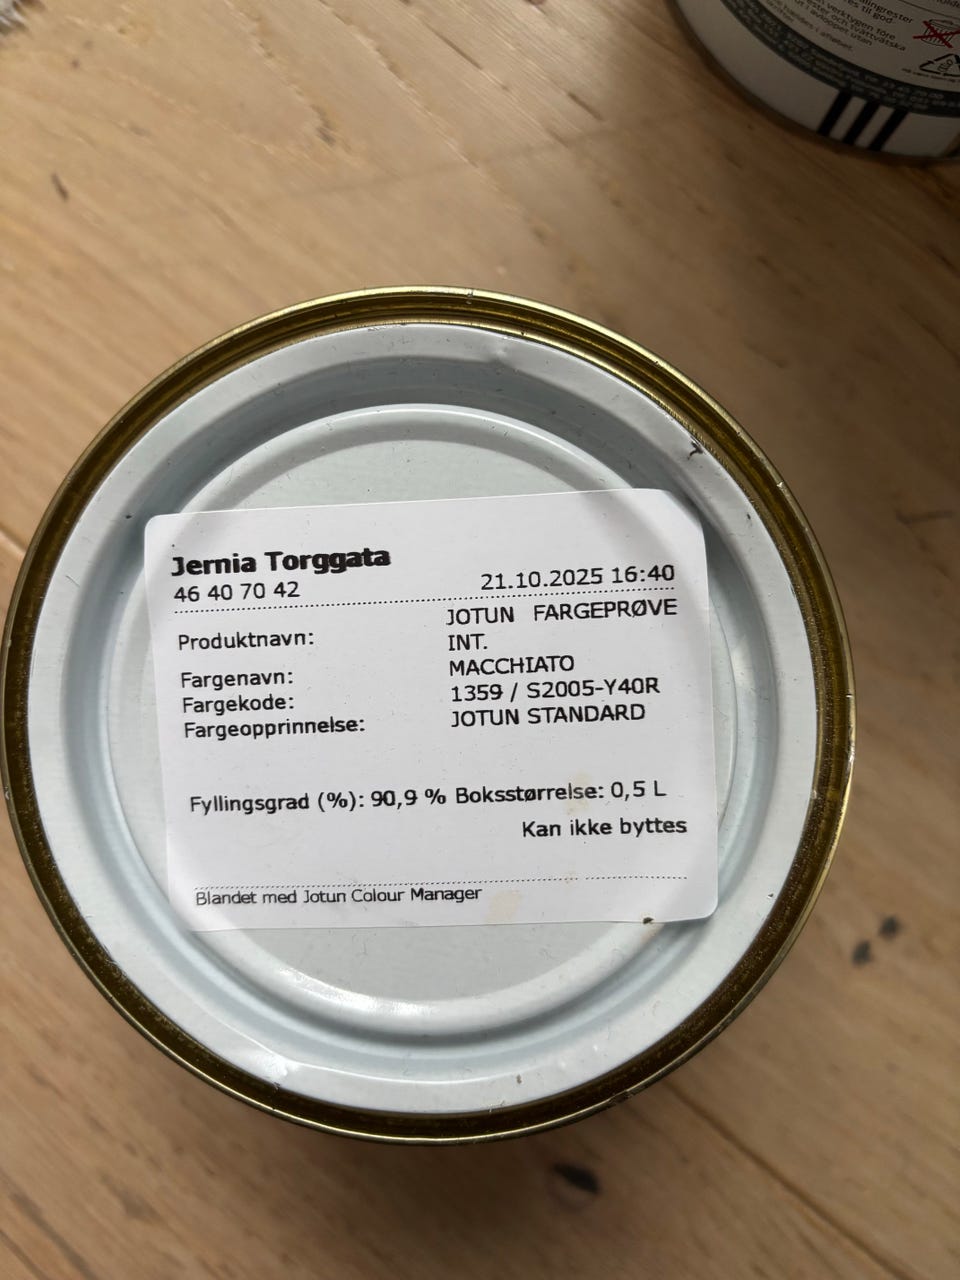 Jernia Torggata
46 40 70 42 21.10.2025 16:40
Produktnavn: JOTUN FARGEPRØVE
INT.
Fargenavn: MACCHIATO
Fargekode: 1359 / S2005-Y40R
Fargeopprinnelse: JOTUN STANDARD
Fyllingsgrad (%): 90,9 % Boksstørrelse: 0,5 L
Kan ikke byttes
Blandet med Jotun Colour Manager